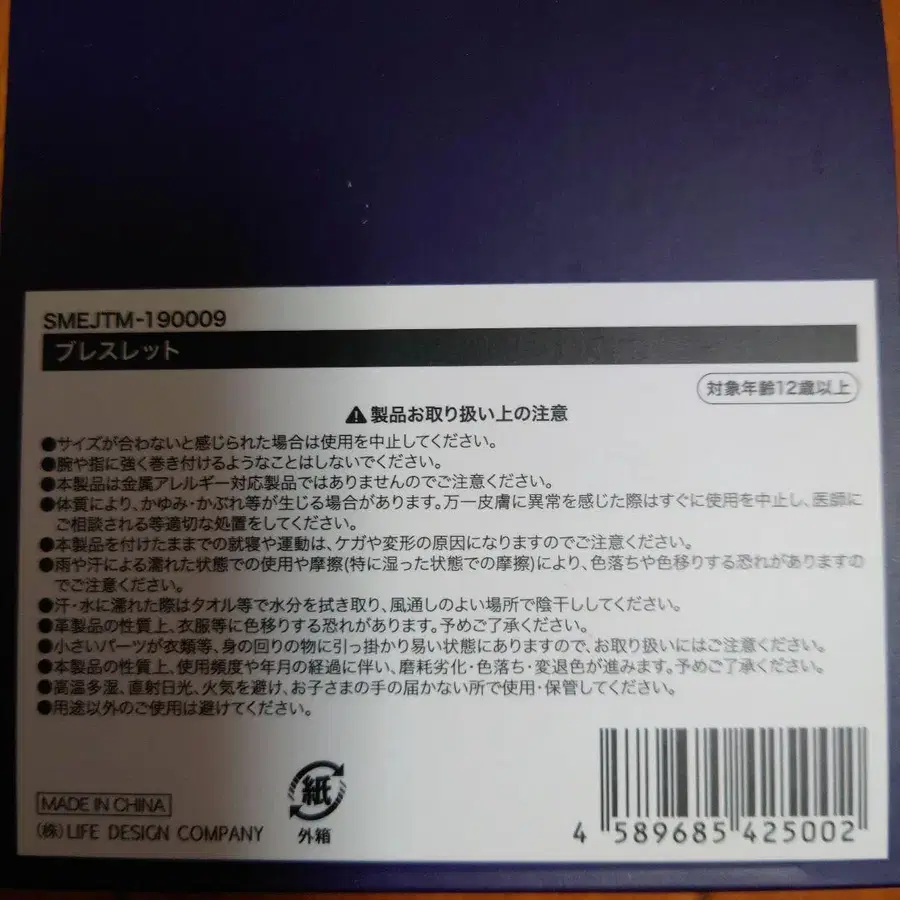 SMEJTM-190009
ブレスレット
対象年齢12歳以上
⚠製品お取り扱い上の注意
●サイズが合わないと感じられた場合は使用を中止してください。
●腕や指に強く巻き付けるようなことはしないでください。
●本製品は金属アレルギー対応製品ではありませんのでご注意ください。
●体質により、かゆみ・かぶれ等が生じる場合があります。万一皮膚に異常を感じた際はすぐに使用を中止し、医師に
ご相談される等適切な処置をしてください。
●本製品を付けたままでの就寝や運動は、ケガや変形の原因になりますのでご注意ください。
●雨や汗による濡れた状態での使用や摩擦(特に湿った状態での摩擦)により、色落ちや色移りする恐れがありますの
でご注意ください。
●汗・水に濡れた際はタオル等で水分を拭き取り、風通しのよい場所で陰干ししてください。
●革製品の性質上、衣服等に色移りする恐れがあります。予めご了承ください。
●小さいパーツが衣類等、身の回りの物に引っ掛かり易い状態にありますので、お取り扱いにはご注意ください。
●本製品の性質上、使用頻度や年月の経過に伴い、磨耗劣化・色落ち・変退色が進みます。予めご了承ください。
●高温多湿、直射日光、火気を避け、お子さまの手の届かない所で使用・保管してください。
●用途以外のご使用は避けてください。
MADE IN CHINA
(株)LIFE DESIGN COMPANY
紙
外箱
4 589685 425002